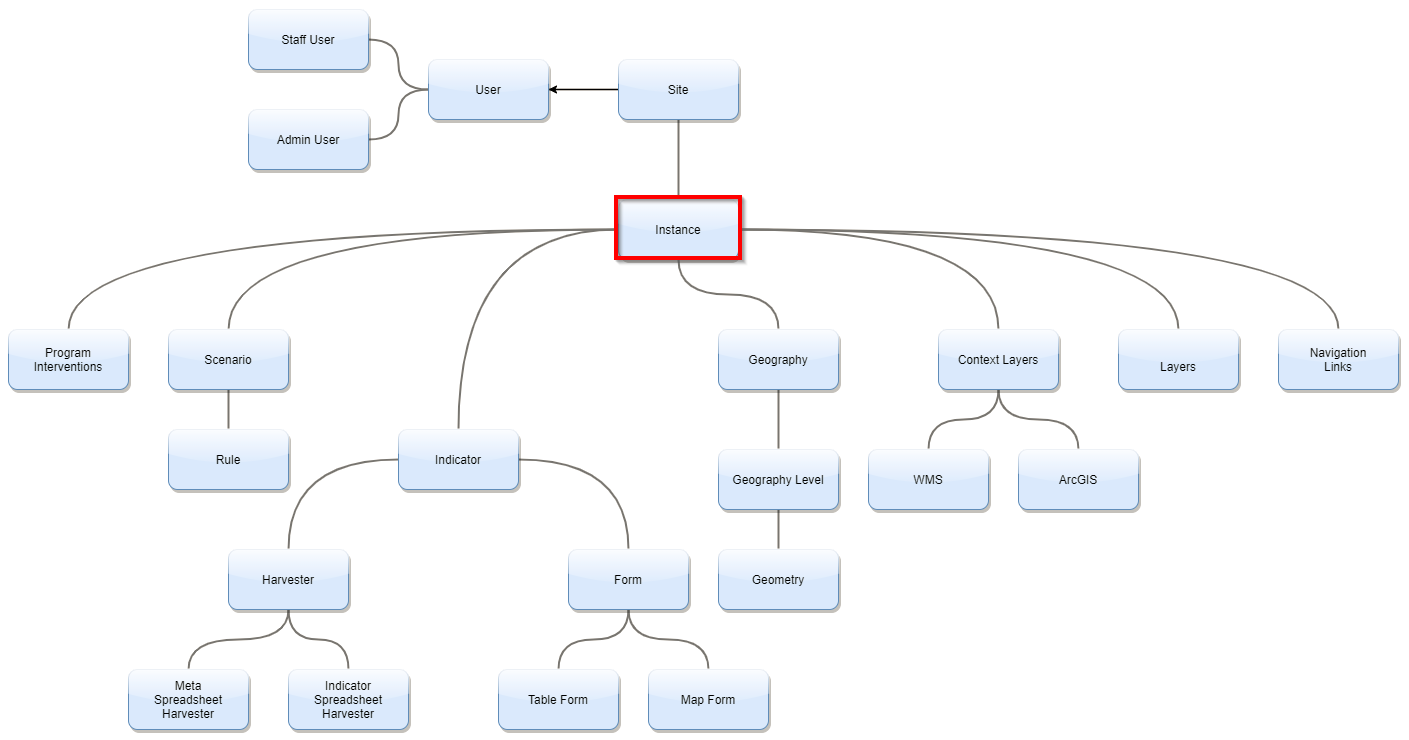 Staff User
User
Site
Admin User
Instance
Program
Interventions
Scenario
Geography
Context Layers
Layers
Navigation
Links
Rule
Indicator
Geography Level
WMS
ArcGIS
Harvester
Form
Geometry
Meta
Spreadsheet
Harvester
Indicator
Spreadsheet
Harvester
Table Form
Map Form